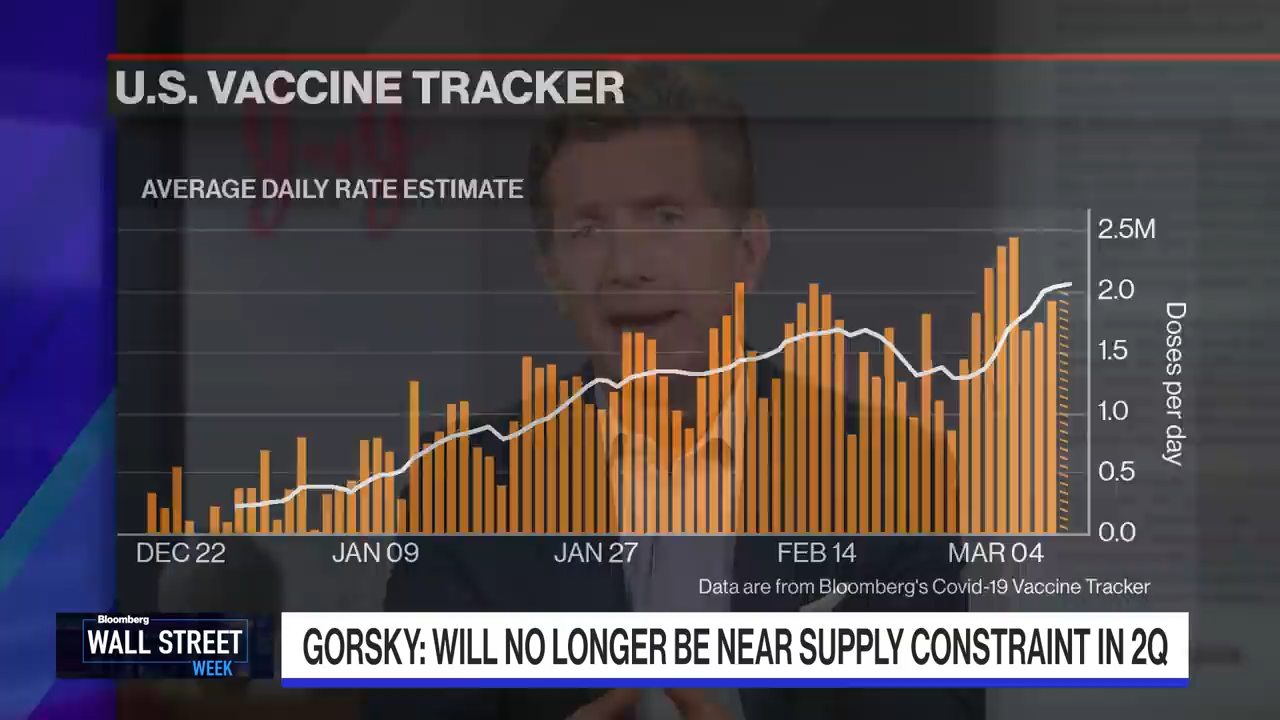 U.S. VACCINE TRACKER
AVERAGE DAILY RATE ESTIMATE
2.5M
2.0
1.5
1.0
0.5
0.0
Doses per day
DEC 22 JAN 09 JAN 27 FEB 14 MAR 04
Data are from Bloomberg's Covid-19 Vaccine Tracker
Bloomberg
WALL STREET
WEEK
GORSKY: WILL NO LONGER BE NEAR SUPPLY CONSTRAINT IN 2Q